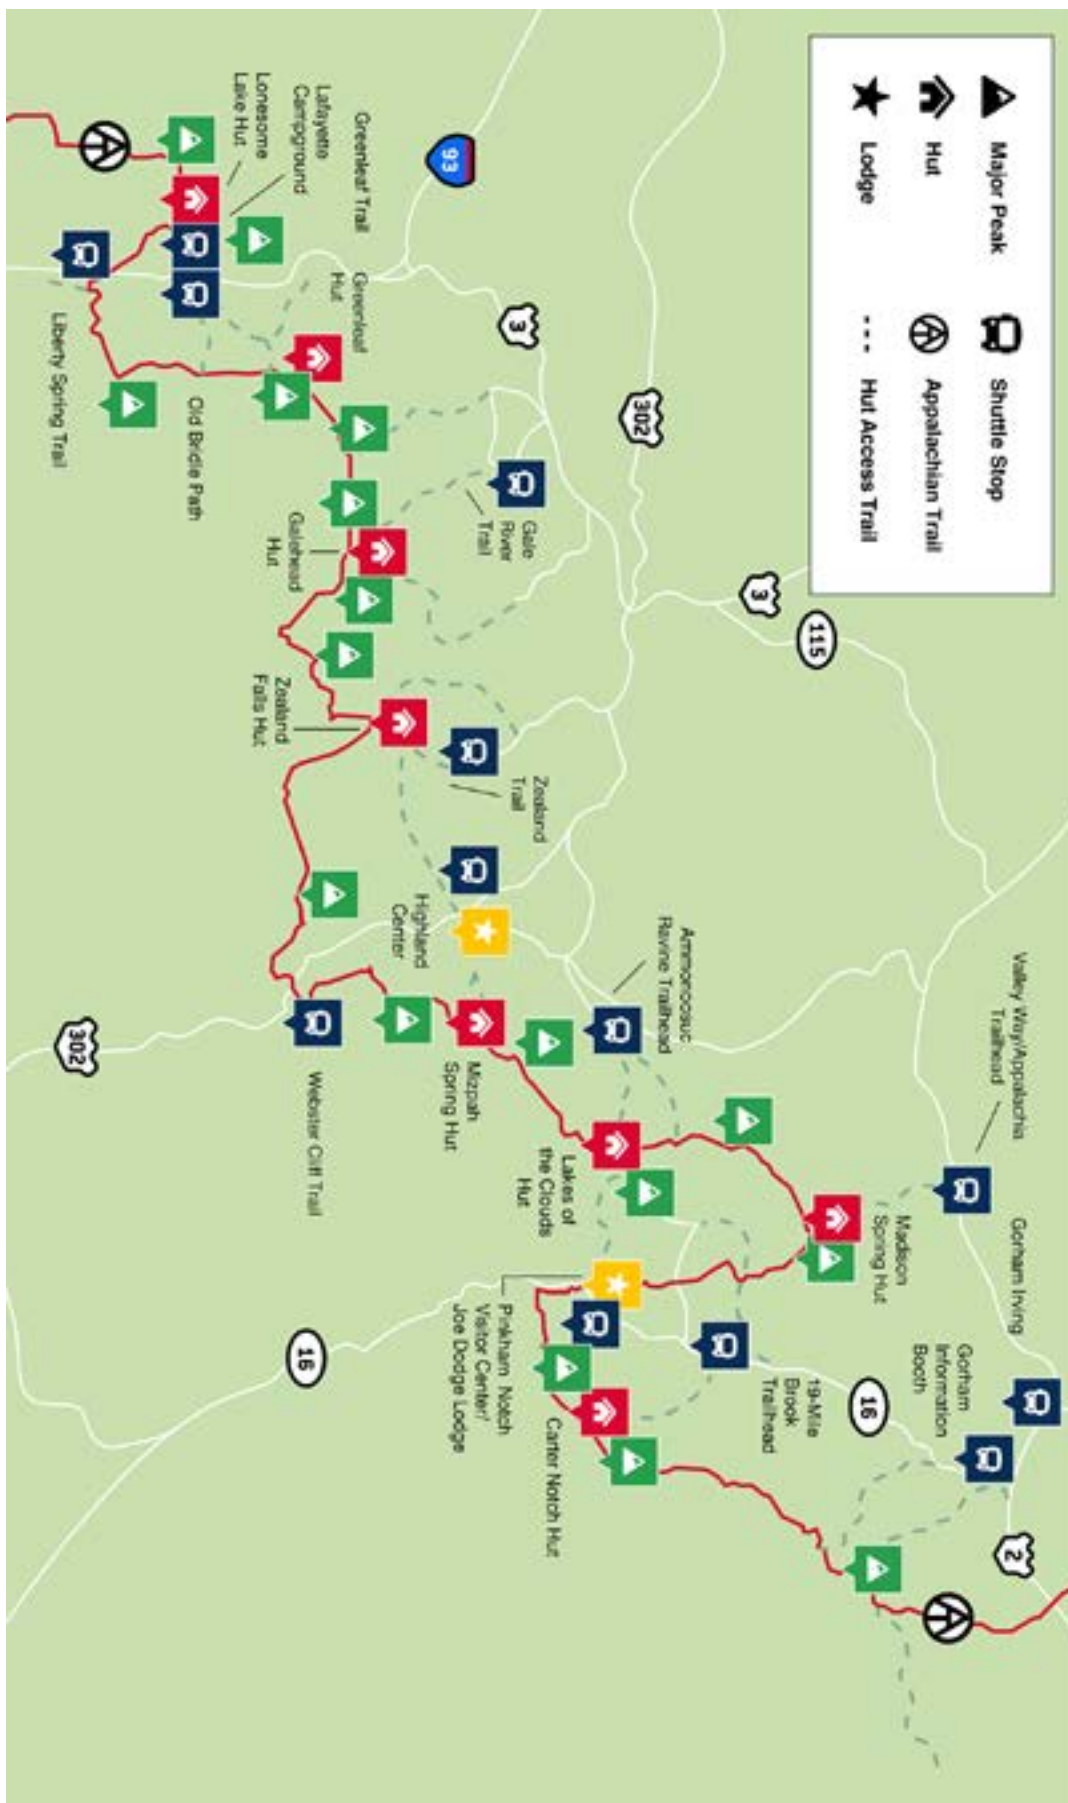 Major Peak
Hut
Lodge
Shuttle Stop
Appalachian Trail
Hut Access Trail
93
3
302
3
115
Greenleaf Trail
Lafayette
Campground
Lonesome
Lake Hut
Greenleaf
Hut
Liberty Spring Trail
Old Bridle Path
Gale
River
Trail
Galehead
Hut
Zealand
Falls Hut
Zealand
Trail
Highland
Center
Ammonoosuc
Ravine Trailhead
302
Webster Cliff Trail
Mizpah
Spring Hut
Lakes of
the Clouds
Hut
Valley Way/Appalachia
Trailhead
Madison
Spring Hut
Gorham Irving
Gorham
Information
Booth
16
19-Mile
Brook
Trailhead
Pinkham Notch
Visitor Center/
Joe Dodge Lodge
16
Carter Notch Hut
2